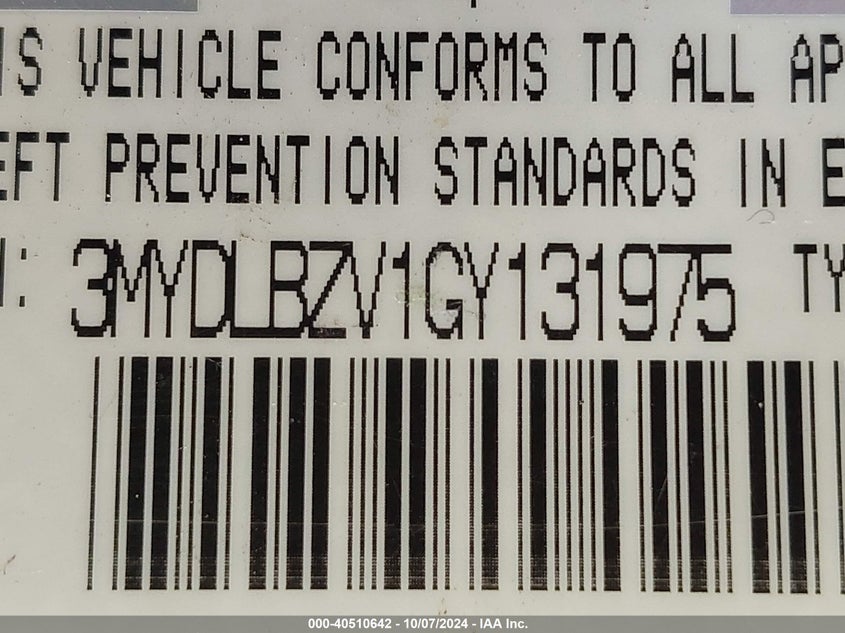 IS VEHICLE CONFORMS TO ALL AP
EFT PREVENTION STANDARDS IN E
: 3MYDLBZV1GY131975 TY
000-40510642 - 10/07/2024 - IAA Inc.